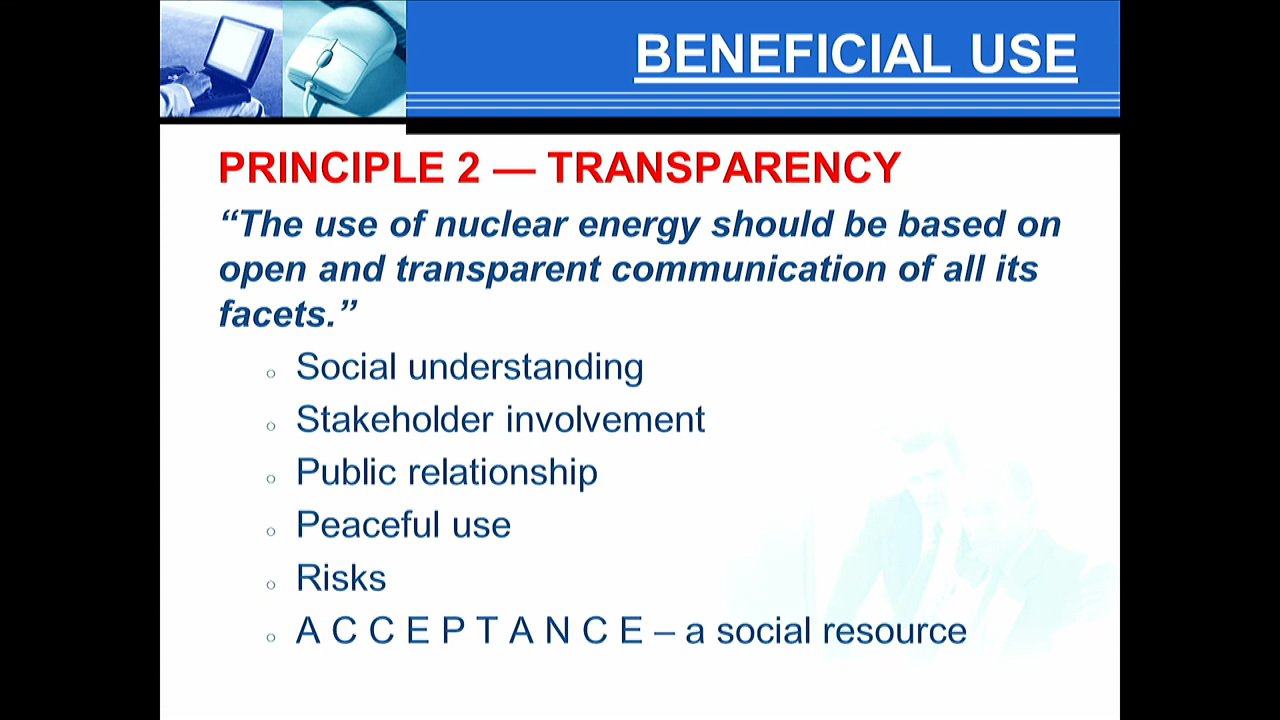 BENEFICIAL USE
PRINCIPLE 2 — TRANSPARENCY
“The use of nuclear energy should be based on
open and transparent communication of all its
facets.”
○ Social understanding
○ Stakeholder involvement
○ Public relationship
○ Peaceful use
○ Risks
○ A C C E P T A N C E – a social resource